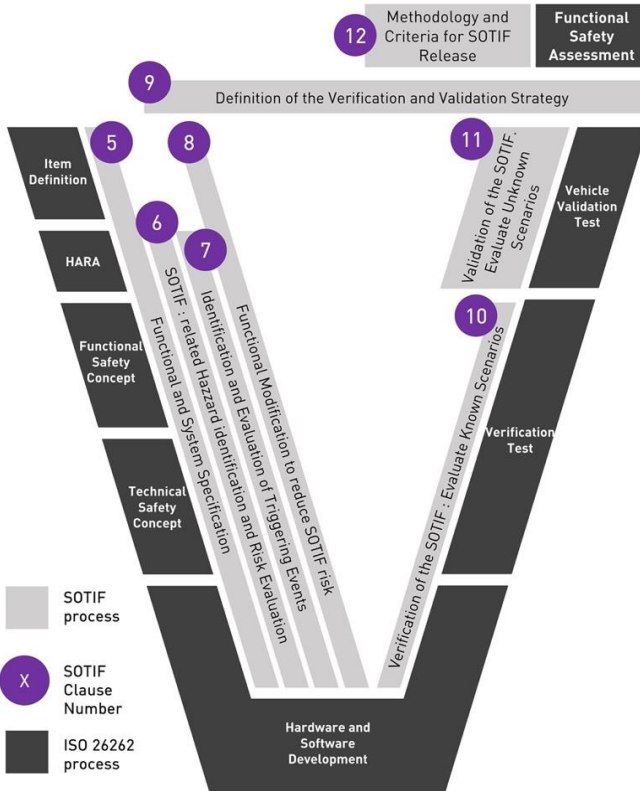 12
Methodology and
Criteria for SOTIF
Release
Functional
Safety
Assessment
9
Definition of the Verification and Validation Strategy
5
8
11
Item
Definition
Validation of the SOTIF.
Evaluate Unknown
Scenarios
Vehicle
Validation
Test
6
7
HARA
10
Functional
Safety
Concept
Technical
Safety
Concept
Functional and System Specification
SOTIF : related Hazzard identification and Risk Evaluation
Identification and Evaluation of Triggering Events
Functional Modification to reduce SOTIF risk
Verification of the SOTIF : Evaluate Known Scenarios
Verification
Test
Hardware and
Software
Development
SOTIF
process
X
SOTIF
Clause
Number
ISO 26262
process